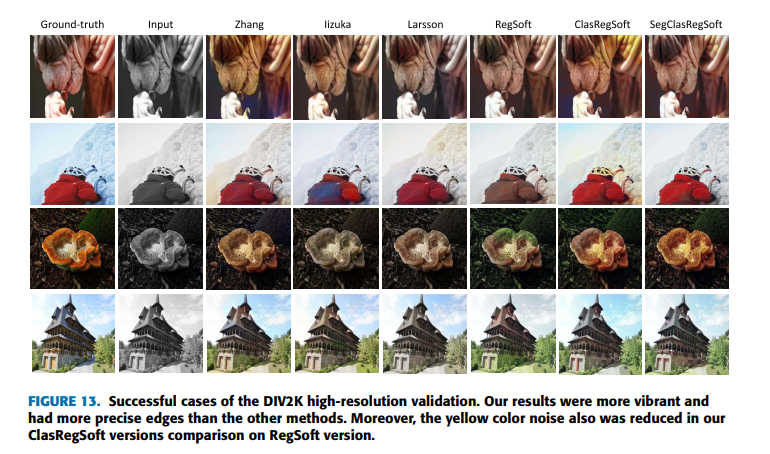 Ground-truth Input Zhang Iizuka Larsson RegSoft ClasRegSoft SegClasRegSoft
FIGURE 13. Successful cases of the DIV2K high-resolution validation. Our results were more vibrant and
had more precise edges than the other methods. Moreover, the yellow color noise also was reduced in our
ClasRegSoft versions comparison on RegSoft version.